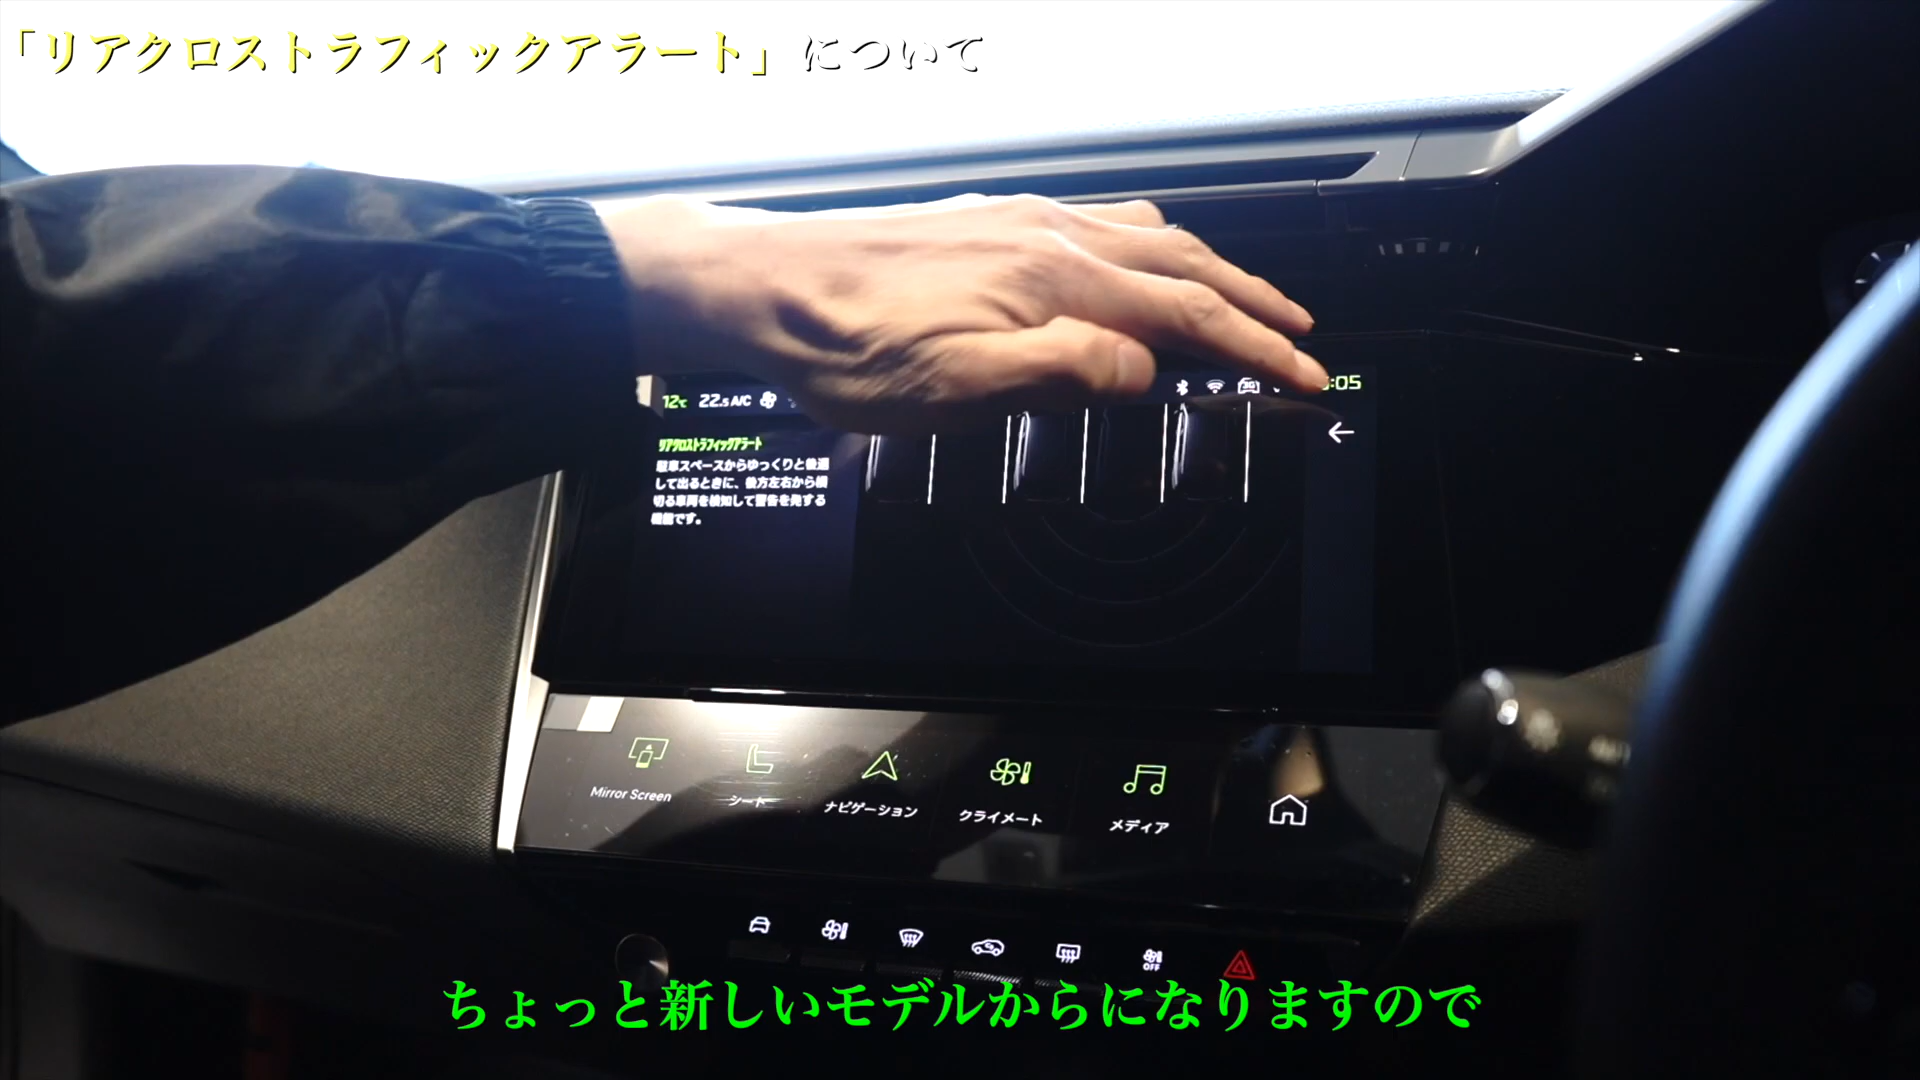 「リアクロストラフィックアラート」について
12℃ 22.5 A/C
3G
:05
リアクロストラフィックアラート
駐車スペースからゆっくりと後退
して出るときに、後方左右から横
切る車両を検知して警告を発する
機能です。
Mirror Screen
シート
ナビゲーション
クライメート
メディア
OFF
ちょっと新しいモデルからになりますので